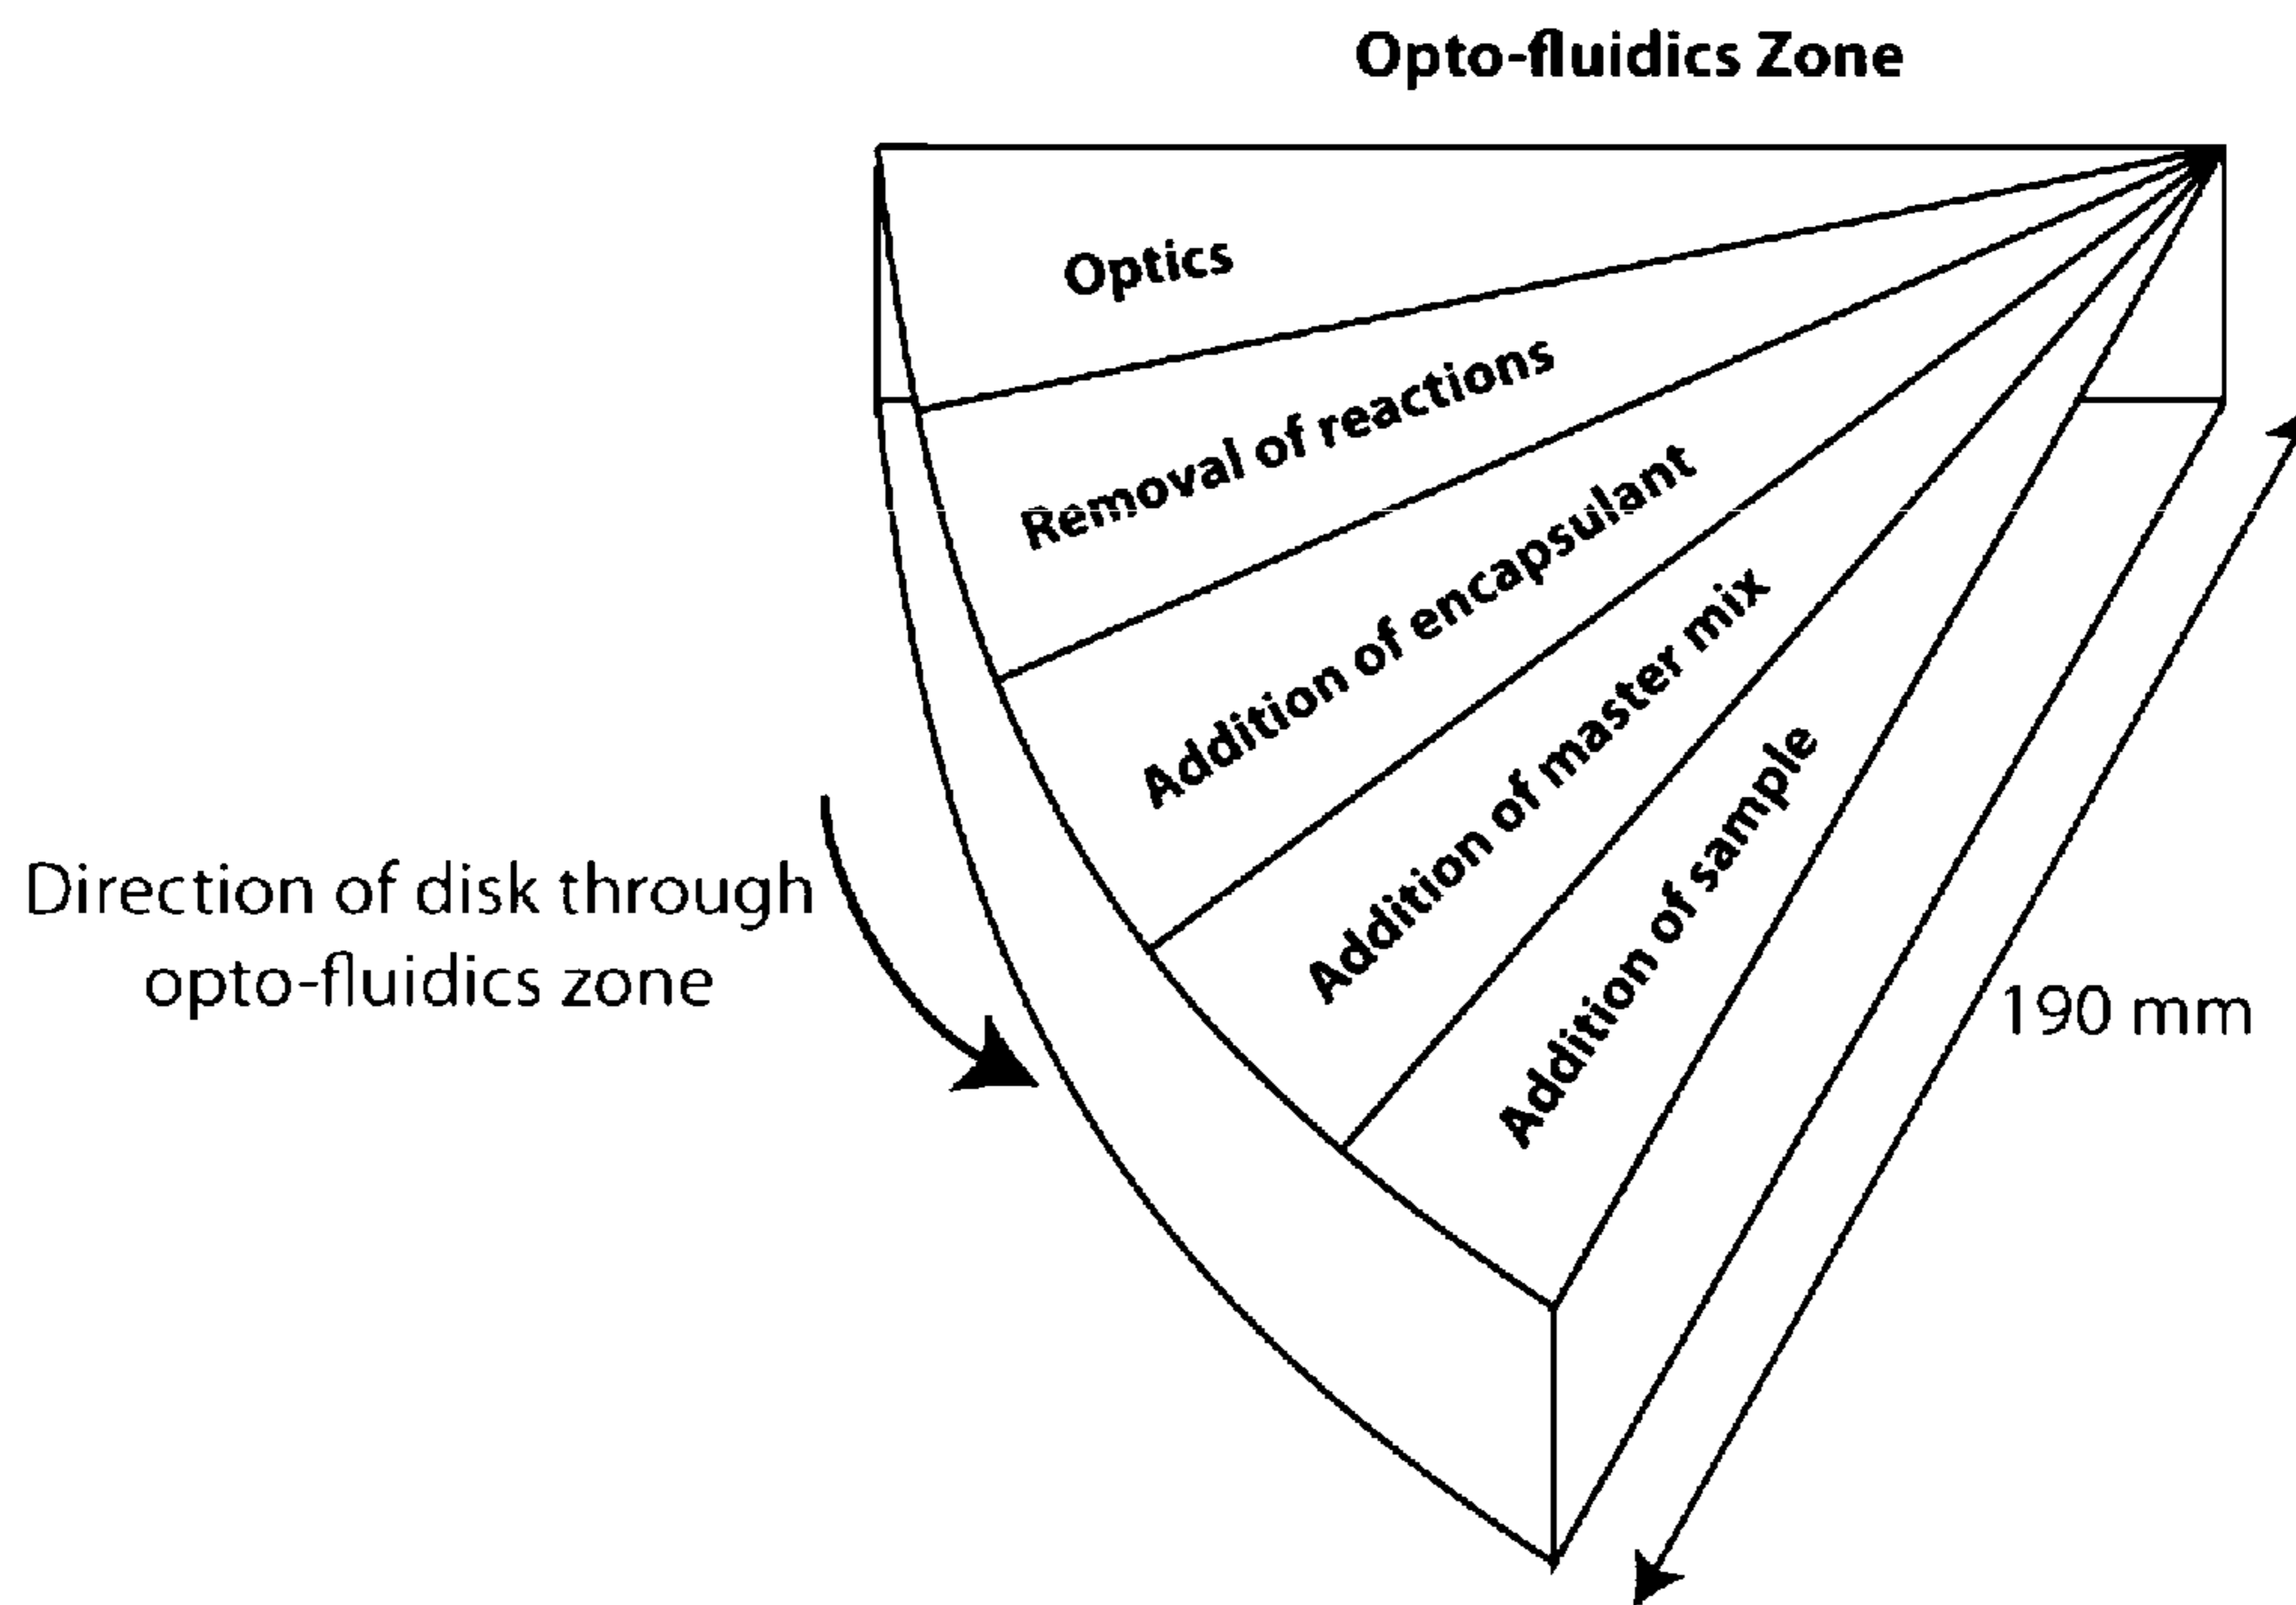 Opto-fluidics Zone
Optics
Removal of reactions
Addition of encapsulant
Addition of master mix
Addition of sample
Direction of disk through
opto-fluidics zone
190 mm